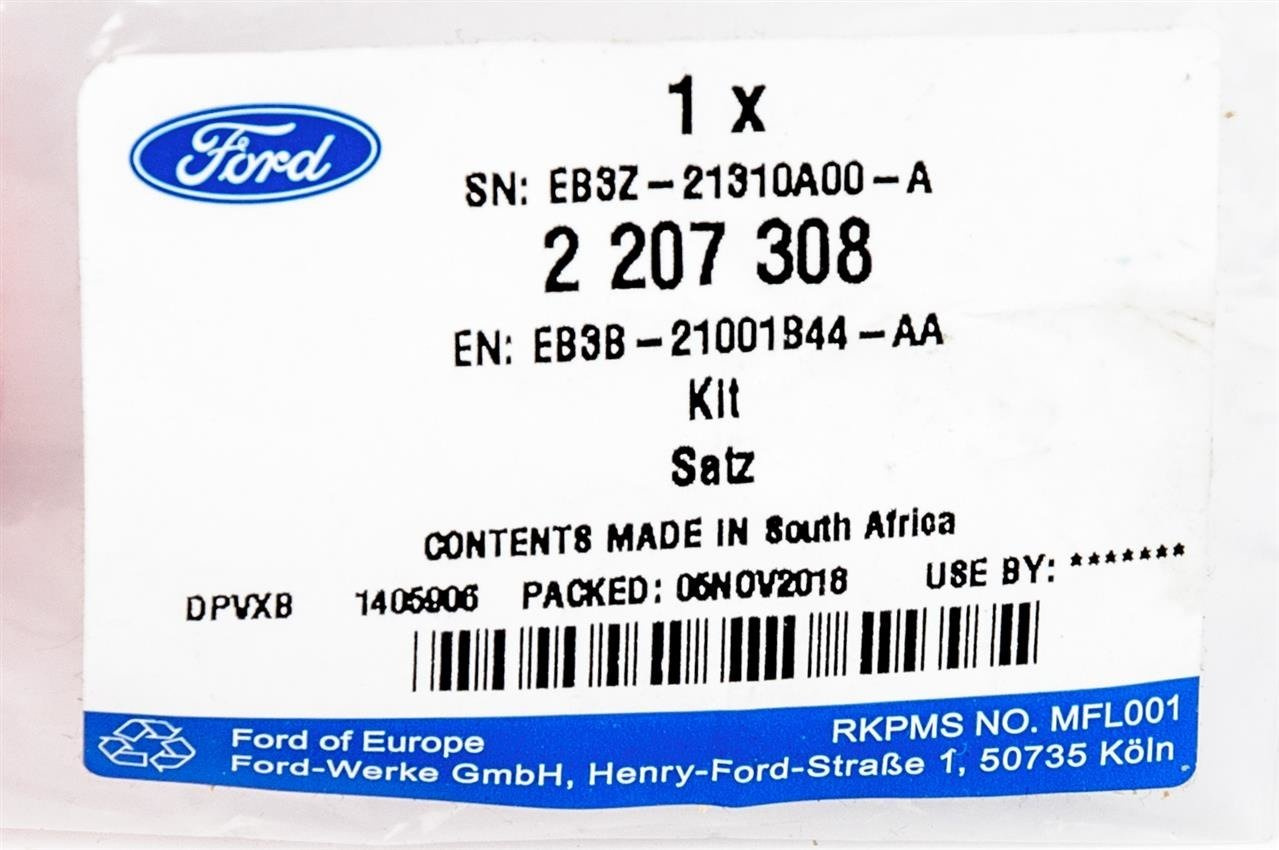 Ford
1 x
SN: EB3Z-21310A00-A
2 207 308
EN: EB3B-21001B44-AA
Kit
Satz
CONTENTS MADE IN South Africa
DPVXB 1405906 PACKED: 05NOV2018 USE BY: *******
RKPMS NO. MFL001
Ford of Europe
Ford-Werke GmbH, Henry-Ford-Straße 1, 50735 Köln